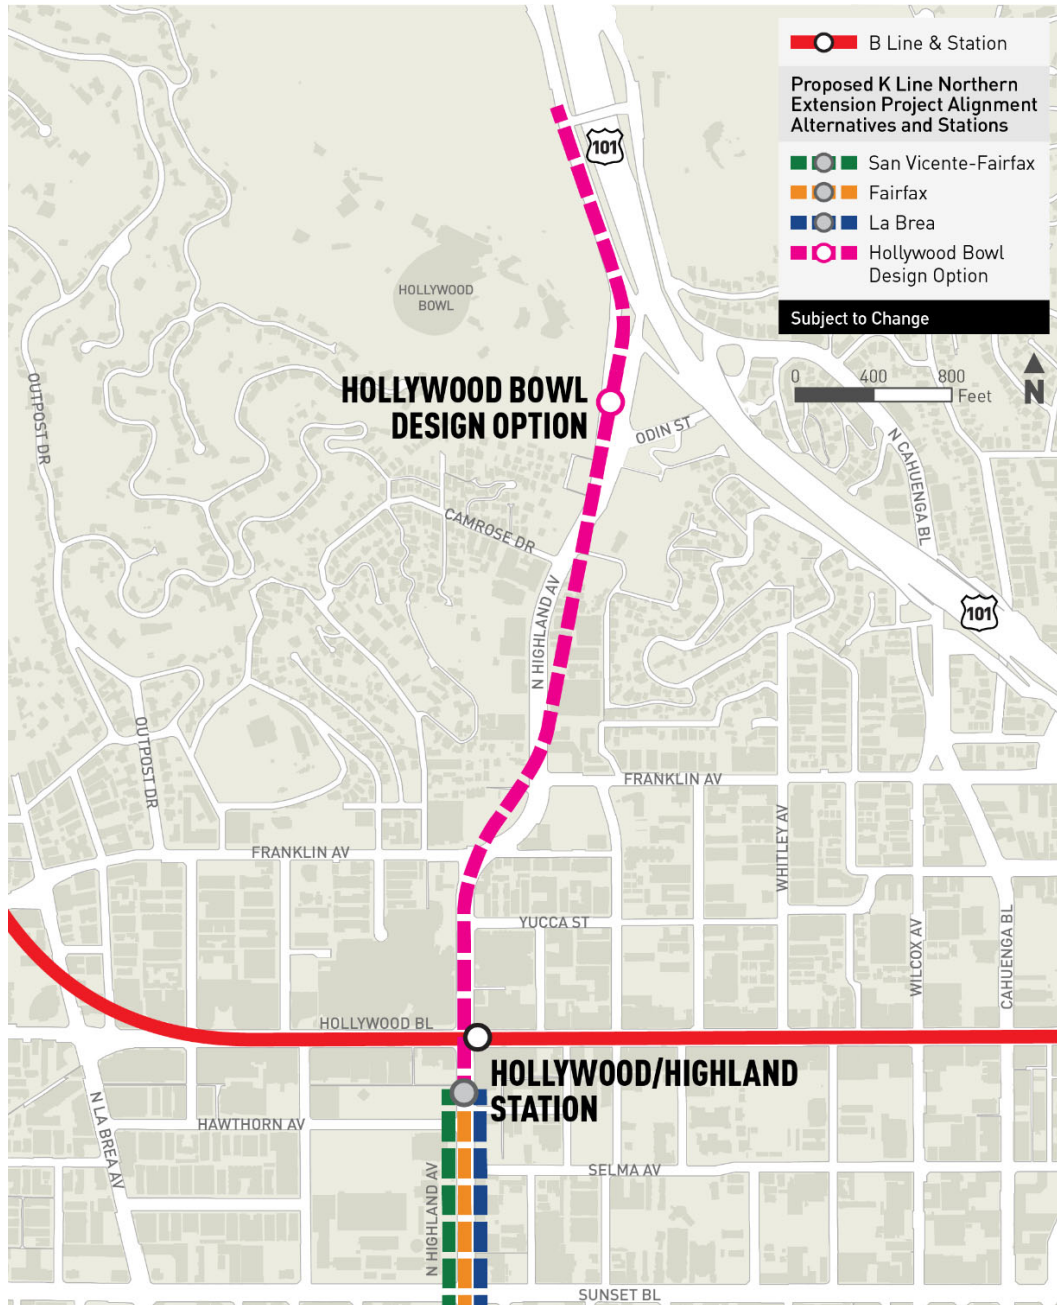 B Line & Station
Proposed K Line Northern
Extension Project Alignment
Alternatives and Stations
San Vicente-Fairfax
Fairfax
La Brea
Hollywood Bowl
Design Option
Subject to Change
0 400 800
Feet
N
101
HOLLYWOOD
BOWL
HOLLYWOOD BOWL
DESIGN OPTION
OUTPOST DR
ODIN ST
N CAHUENGA BL
CAMROSE DR
101
N HIGHLAND AV
OUTPOST DR
FRANKLIN AV
WHITLEY AV
FRANKLIN AV
YUCCA ST
WILCOX AV
CAHUENGA BL
HOLLYWOOD BL
HOLLYWOOD/HIGHLAND
STATION
N LA BREA AV
HAWTHORN AV
SELMA AV
N HIGHLAND AV
SUNSET BL